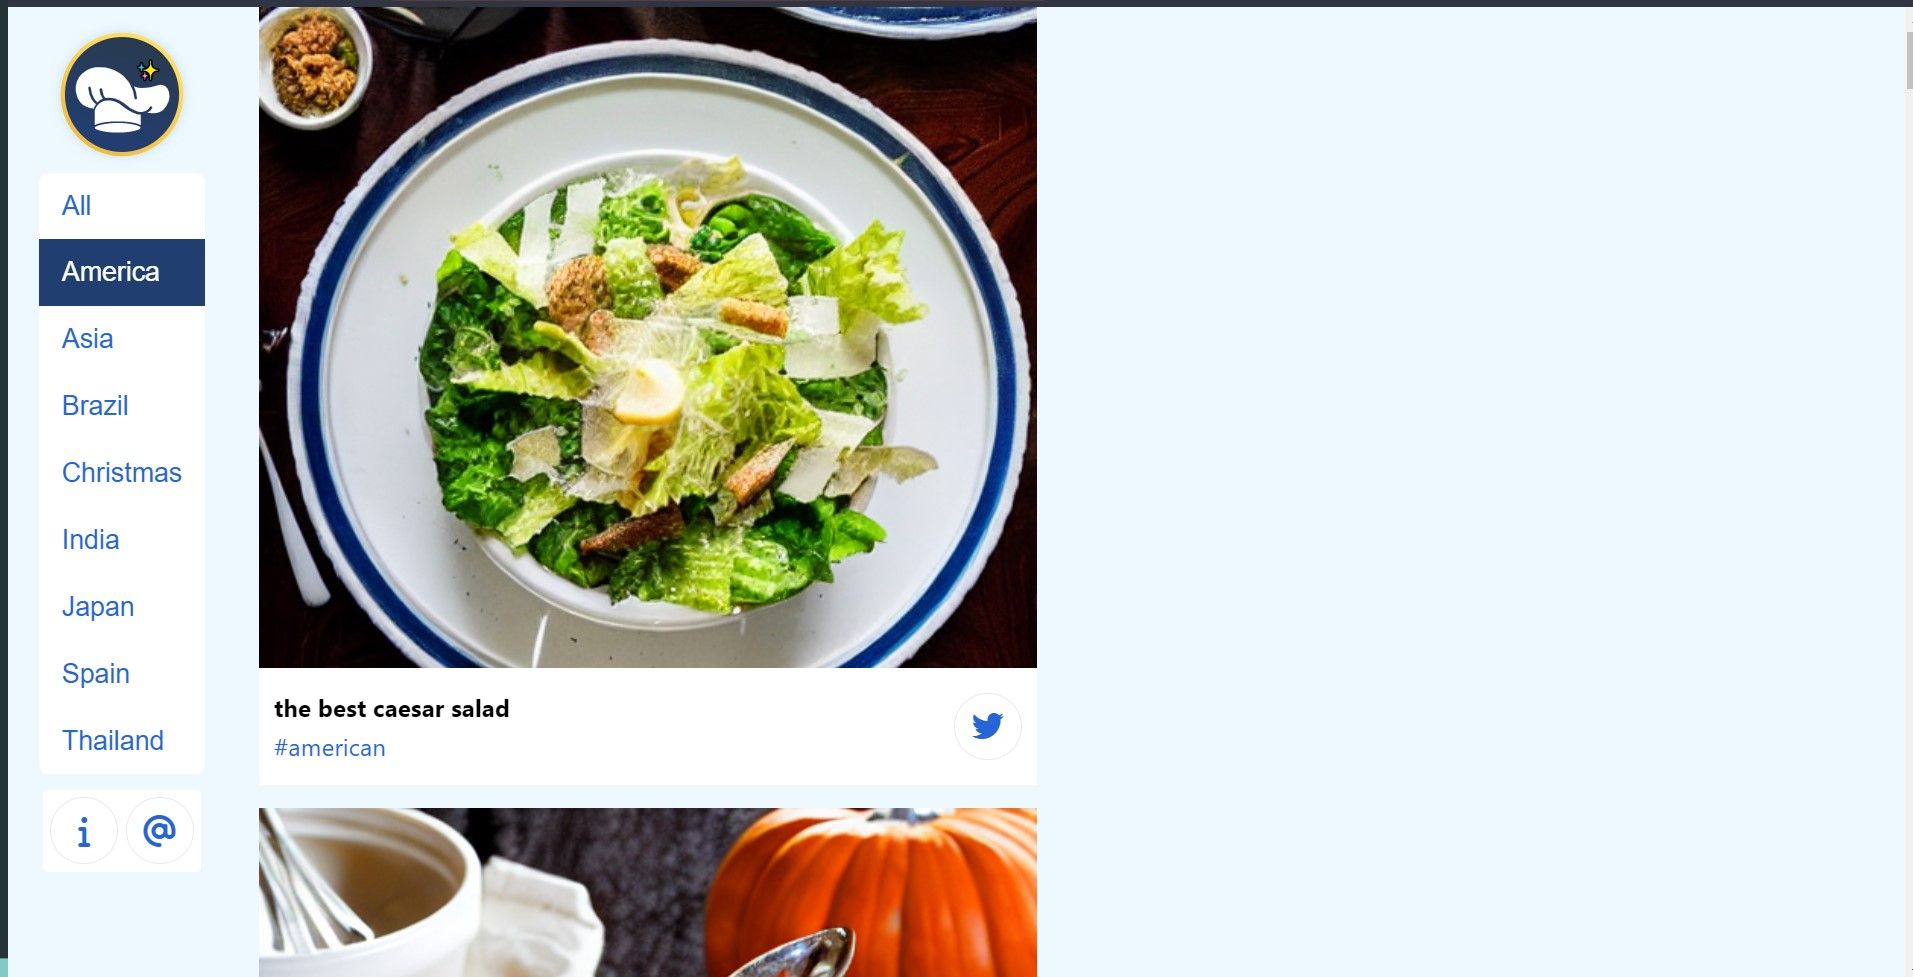 All
America
Asia
Brazil
Christmas
India
Japan
Spain
Thailand
the best caesar salad
#american